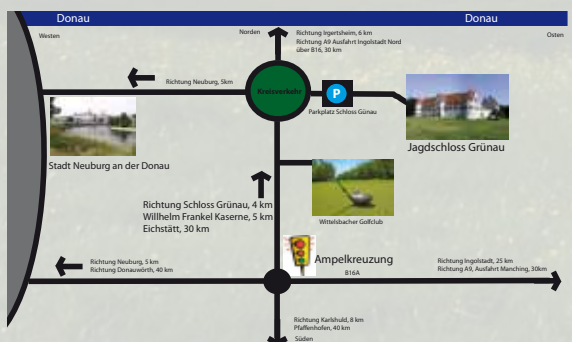 Donau
Donau
Westen
Norden
Osten
Richtung Irgertsheim, 6 km
Richtung A9 Ausfahrt Ingolstadt Nord
über B16, 30 km
Richtung Neuburg, 5km
Kreisverkehr
P
Parkplatz Schloss Günau
Jagdschloss Grünau
Stadt Neuburg an der Donau
Richtung Schloss Grünau, 4 km
Willhelm Frankel Kaserne, 5 km
Eichstätt, 30 km
Wittelsbacher Golfclub
Ampelkreuzung
B16A
Richtung Neuburg, 5 km
Richtung Donauwörth, 40 km
Richtung Ingolstadt, 25 km
Richtung A9, Ausfahrt Manching, 30km
Richtung Karlshuld, 8 km
Pfaffenhofen, 40 km
Süden